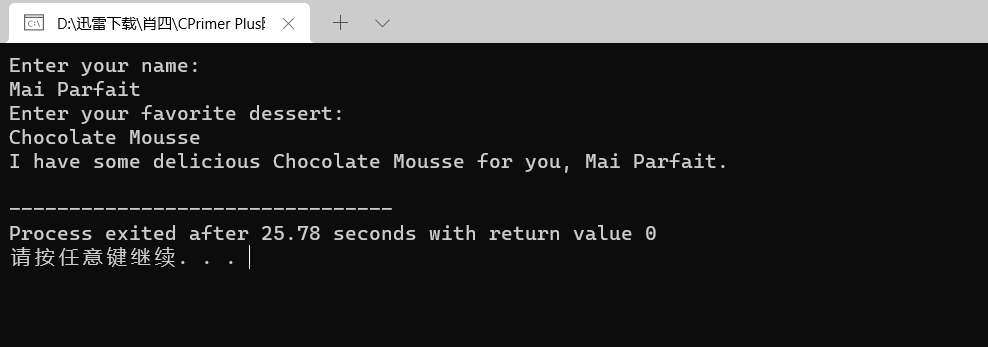 D:\迅雷下载\肖四\CPrimer Plus
Enter your name:
Mai Parfait
Enter your favorite dessert:
Chocolate Mousse
I have some delicious Chocolate Mousse for you, Mai Parfait.
--------------------------------
Process exited after 25.78 seconds with return value 0
请按任意键继续. . .